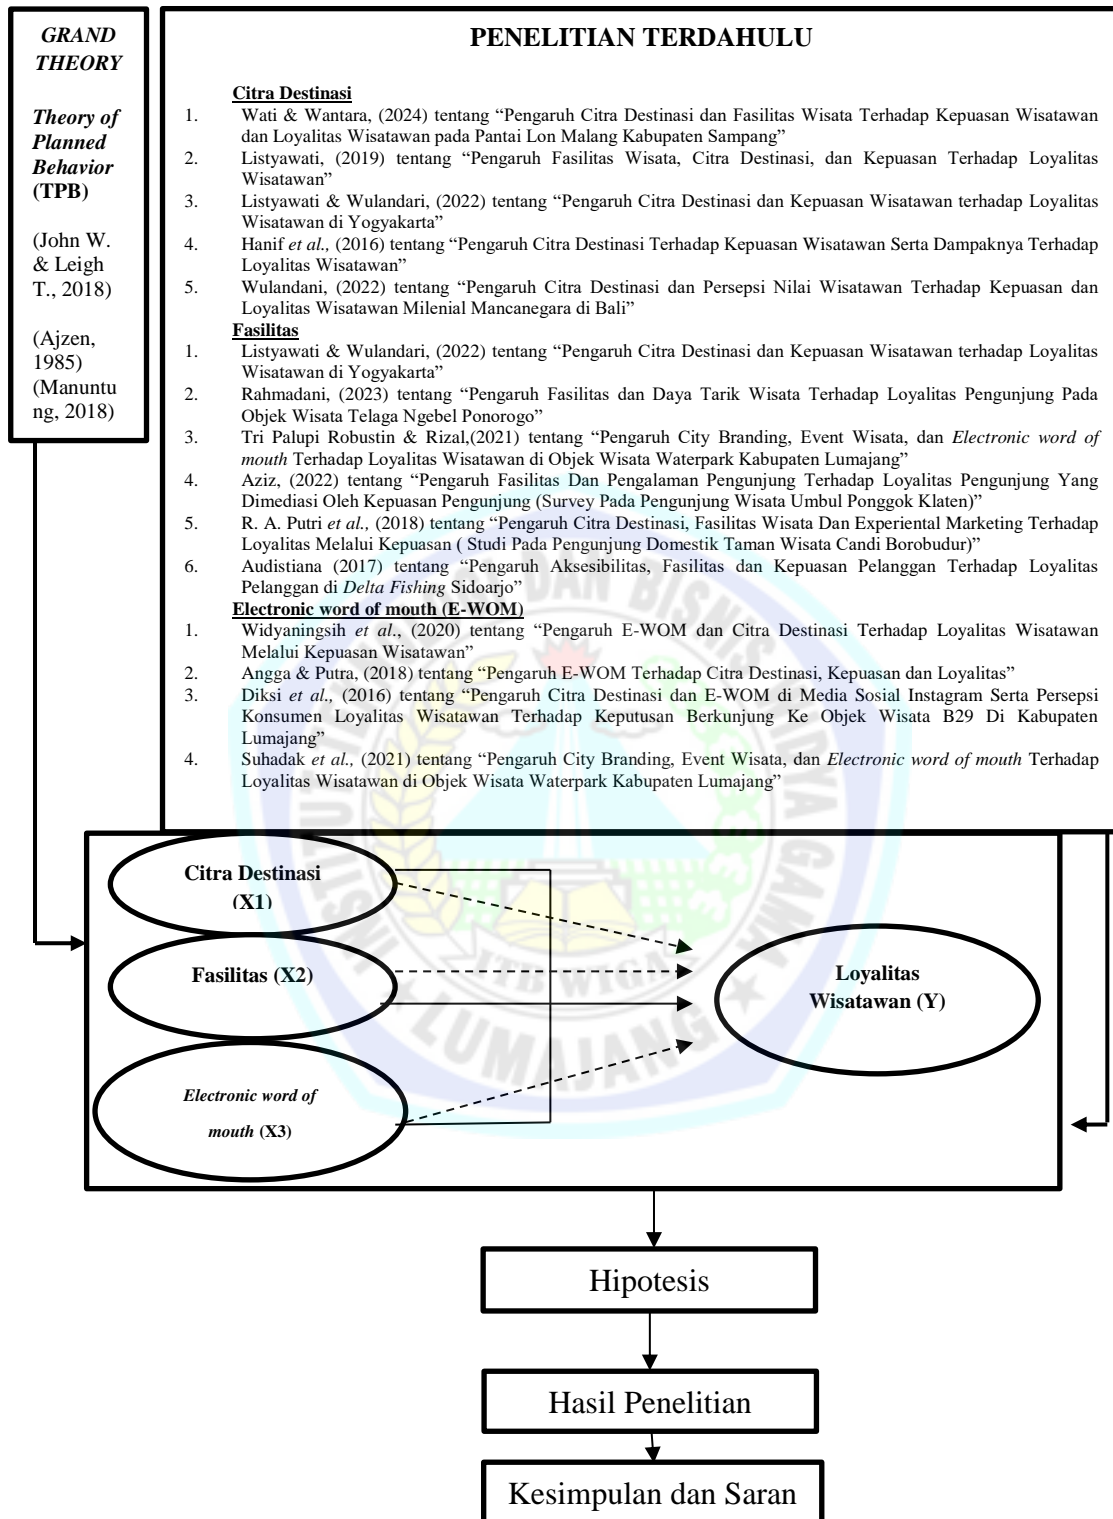 GRAND
THEORY
Theory of
Planned
Behavior
(TPB)
(John W.
& Leigh
T., 2018)
(Ajzen,
1985)
(Manuntu
ng, 2018)
PENELITIAN TERDAHULU
Citra Destinasi
1. Wati & Wantara, (2024) tentang “Pengaruh Citra Destinasi dan Fasilitas Wisata Terhadap Kepuasan Wisatawan
dan Loyalitas Wisatawan pada Pantai Lon Malang Kabupaten Sampang”
2. Listyawati, (2019) tentang “Pengaruh Fasilitas Wisata, Citra Destinasi, dan Kepuasan Terhadap Loyalitas
Wisatawan”
3. Listyawati & Wulandari, (2022) tentang “Pengaruh Citra Destinasi dan Kepuasan Wisatawan terhadap Loyalitas
Wisatawan di Yogyakarta”
4. Hanif et al., (2016) tentang “Pengaruh Citra Destinasi Terhadap Kepuasan Wisatawan Serta Dampaknya Terhadap
Loyalitas Wisatawan”
5. Wulandani, (2022) tentang “Pengaruh Citra Destinasi dan Persepsi Nilai Wisatawan Terhadap Kepuasan dan
Loyalitas Wisatawan Milenial Mancanegara di Bali”
Fasilitas
1. Listyawati & Wulandari, (2022) tentang “Pengaruh Citra Destinasi dan Kepuasan Wisatawan terhadap Loyalitas
Wisatawan di Yogyakarta”
2. Rahmadani, (2023) tentang “Pengaruh Fasilitas dan Daya Tarik Wisata Terhadap Loyalitas Pengunjung Pada
Objek Wisata Telaga Ngebel Ponorogo”
3. Tri Palupi Robustin & Rizal,(2021) tentang “Pengaruh City Branding, Event Wisata, dan Electronic word of
mouth Terhadap Loyalitas Wisatawan di Objek Wisata Waterpark Kabupaten Lumajang”
4. Aziz, (2022) tentang “Pengaruh Fasilitas Dan Pengalaman Pengunjung Terhadap Loyalitas Pengunjung Yang
Dimediasi Oleh Kepuasan Pengunjung (Survey Pada Pengunjung Wisata Umbul Ponggok Klaten)”
5. R. A. Putri et al., (2018) tentang “Pengaruh Citra Destinasi, Fasilitas Wisata Dan Experiental Marketing Terhadap
Loyalitas Melalui Kepuasan ( Studi Pada Pengunjung Domestik Taman Wisata Candi Borobudur)”
6. Audistiana (2017) tentang “Pengaruh Aksesibilitas, Fasilitas dan Kepuasan Pelanggan Terhadap Loyalitas
Pelanggan di Delta Fishing Sidoarjo”
Electronic word of mouth (E-WOM)
1. Widyaningsih et al., (2020) tentang “Pengaruh E-WOM dan Citra Destinasi Terhadap Loyalitas Wisatawan
Melalui Kepuasan Wisatawan”
2. Angga & Putra, (2018) tentang “Pengaruh E-WOM Terhadap Citra Destinasi, Kepuasan dan Loyalitas”
3. Diksi et al., (2016) tentang “Pengaruh Citra Destinasi dan E-WOM di Media Sosial Instagram Serta Persepsi
Konsumen Loyalitas Wisatawan Terhadap Keputusan Berkunjung Ke Objek Wisata B29 Di Kabupaten
Lumajang”
4. Suhadak et al., (2021) tentang “Pengaruh City Branding, Event Wisata, dan Electronic word of mouth Terhadap
Loyalitas Wisatawan di Objek Wisata Waterpark Kabupaten Lumajang”
Citra Destinasi
(X1)
Fasilitas (X2)
Electronic word of
mouth (X3)
Loyalitas
Wisatawan (Y)
INSTITUT TEKNOLOGI DAN BISNIS WIDYA GAMA
ITB WIGA
LUMAJANG
Hipotesis
Hasil Penelitian
Kesimpulan dan Saran